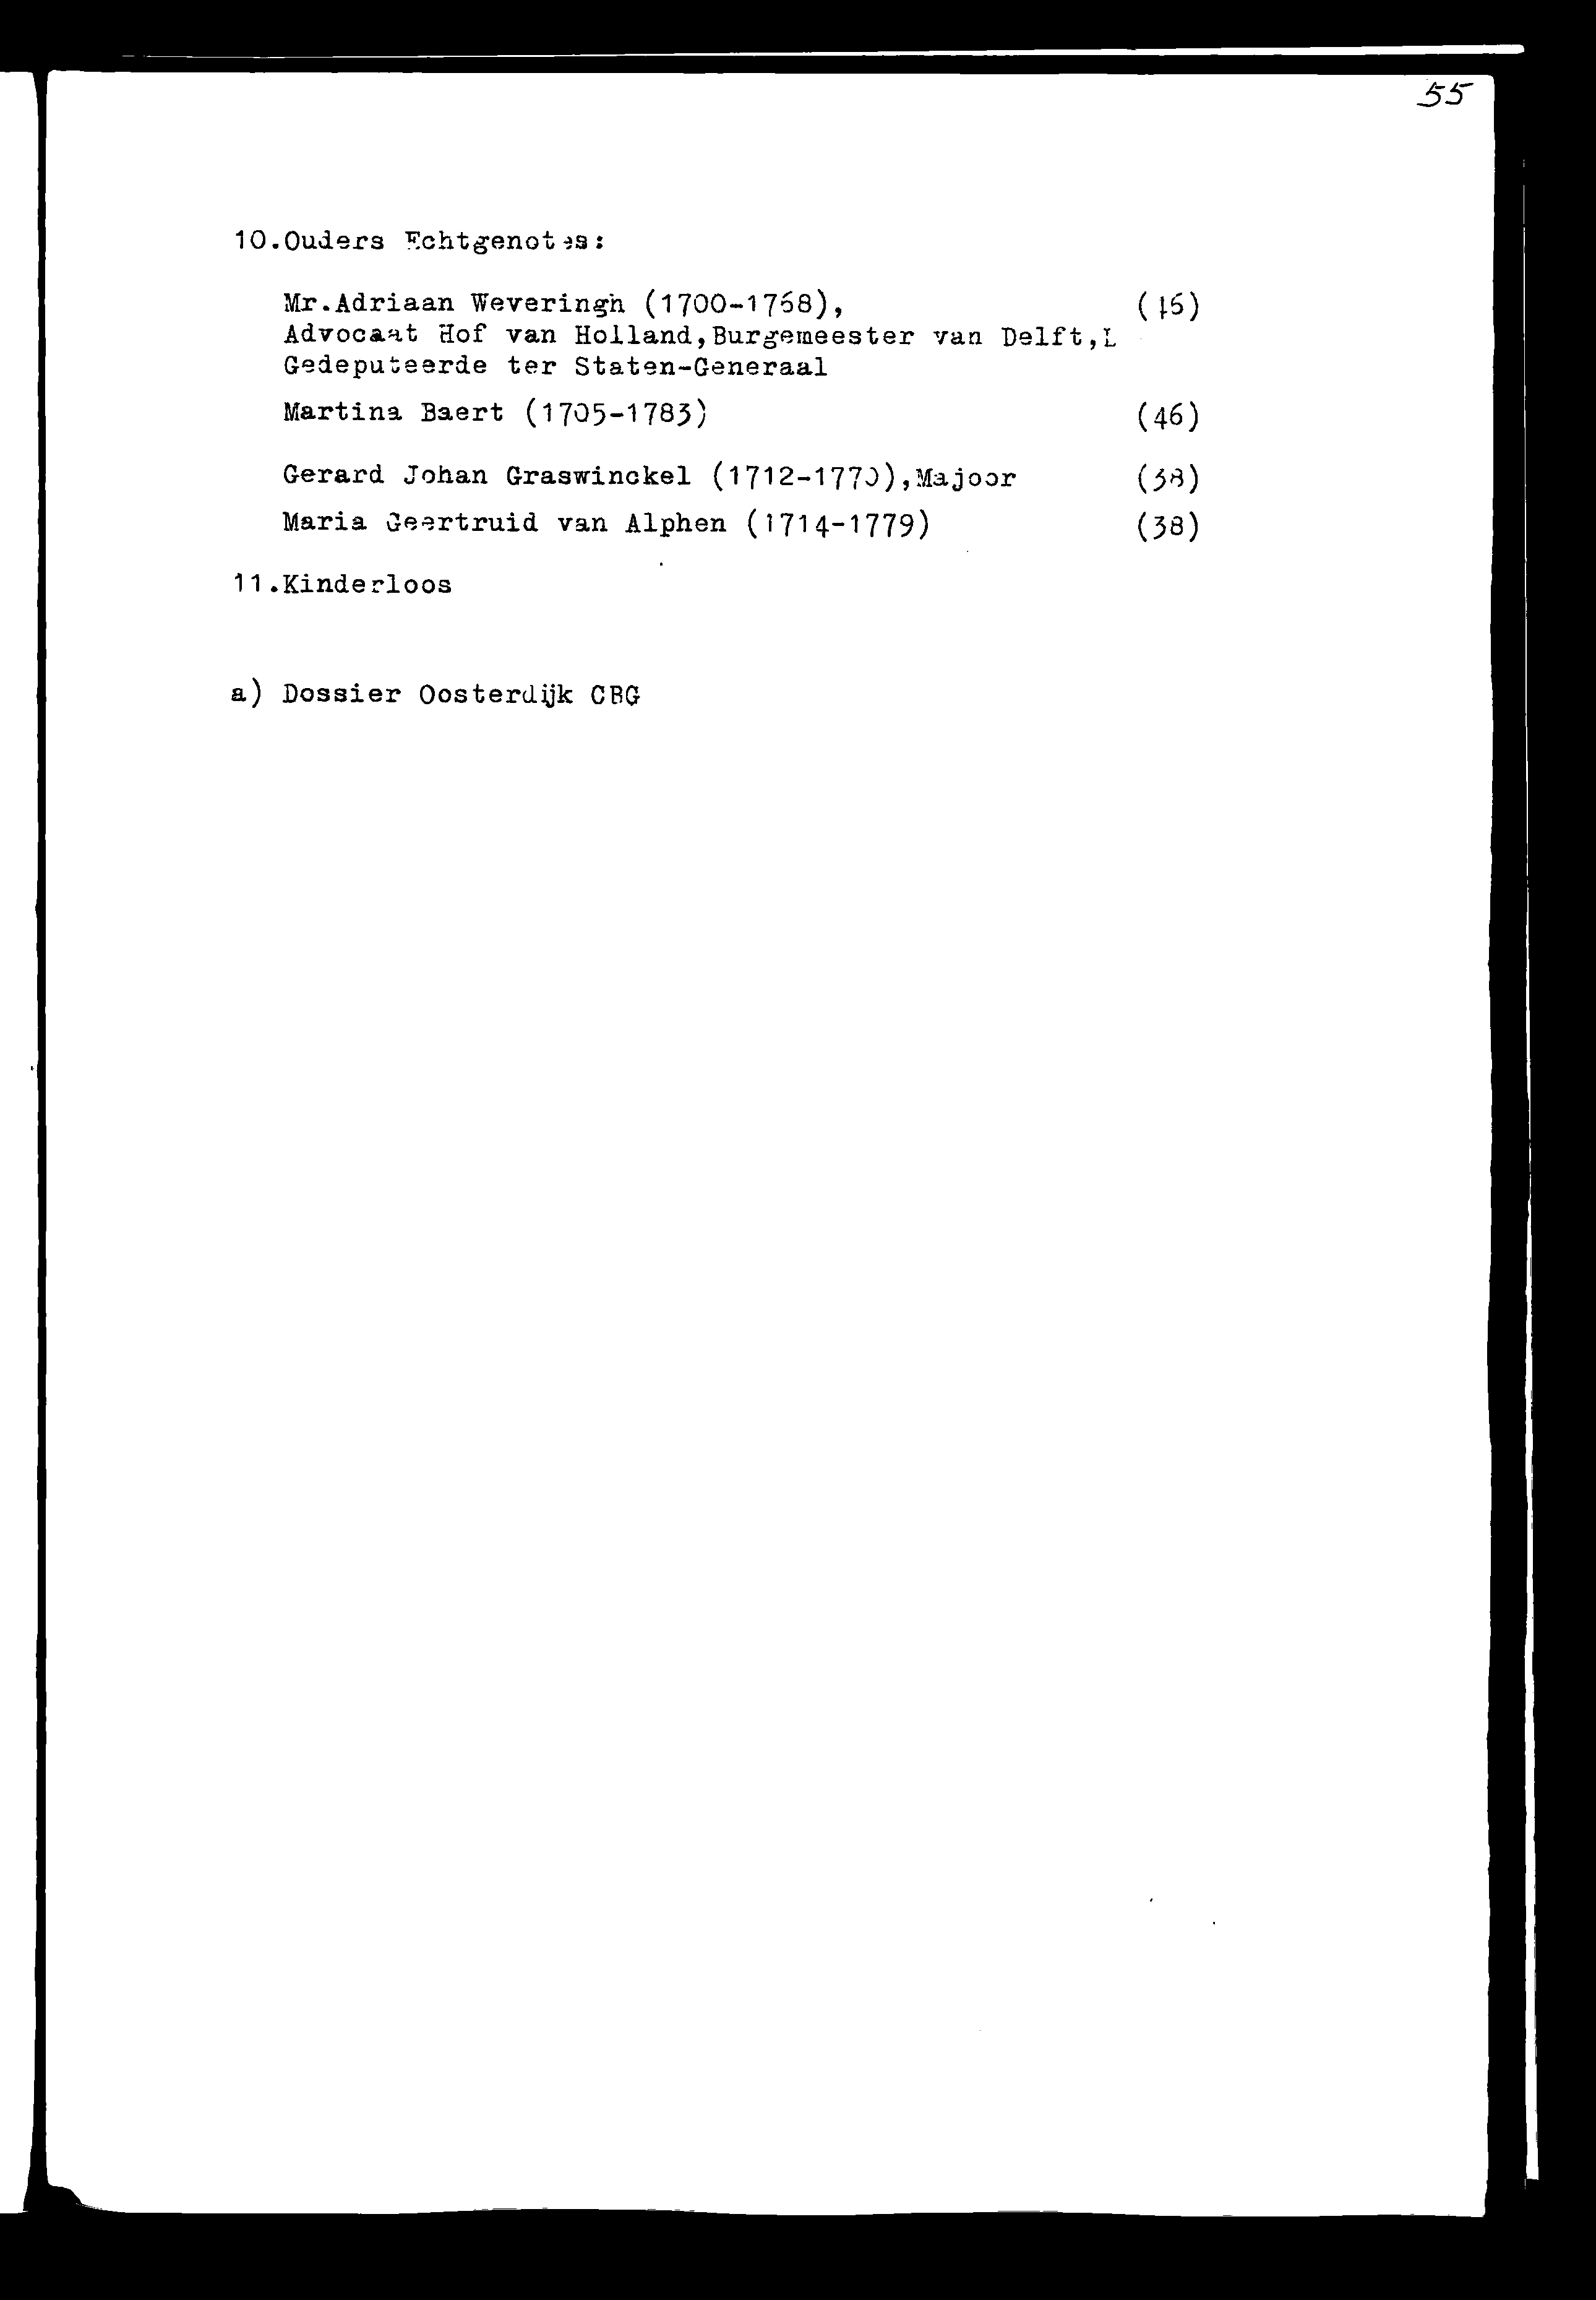 55
10.Ouders Echtgenotes:
Mr.Adriaan Weveringh (1700-1768), (46)
Advocaat Hof van Holland,Burgemeester van Delft,L
Gedeputeerde ter Staten-Generaal
Martina Baert (1705-1783) (46)
Gerard Johan Graswinckel (1712-1770),Majoor (38)
Maria Geertruid van Alphen (1714-1779) (38)
11.Kinderloos
a) Dossier Oosterdijk CBG